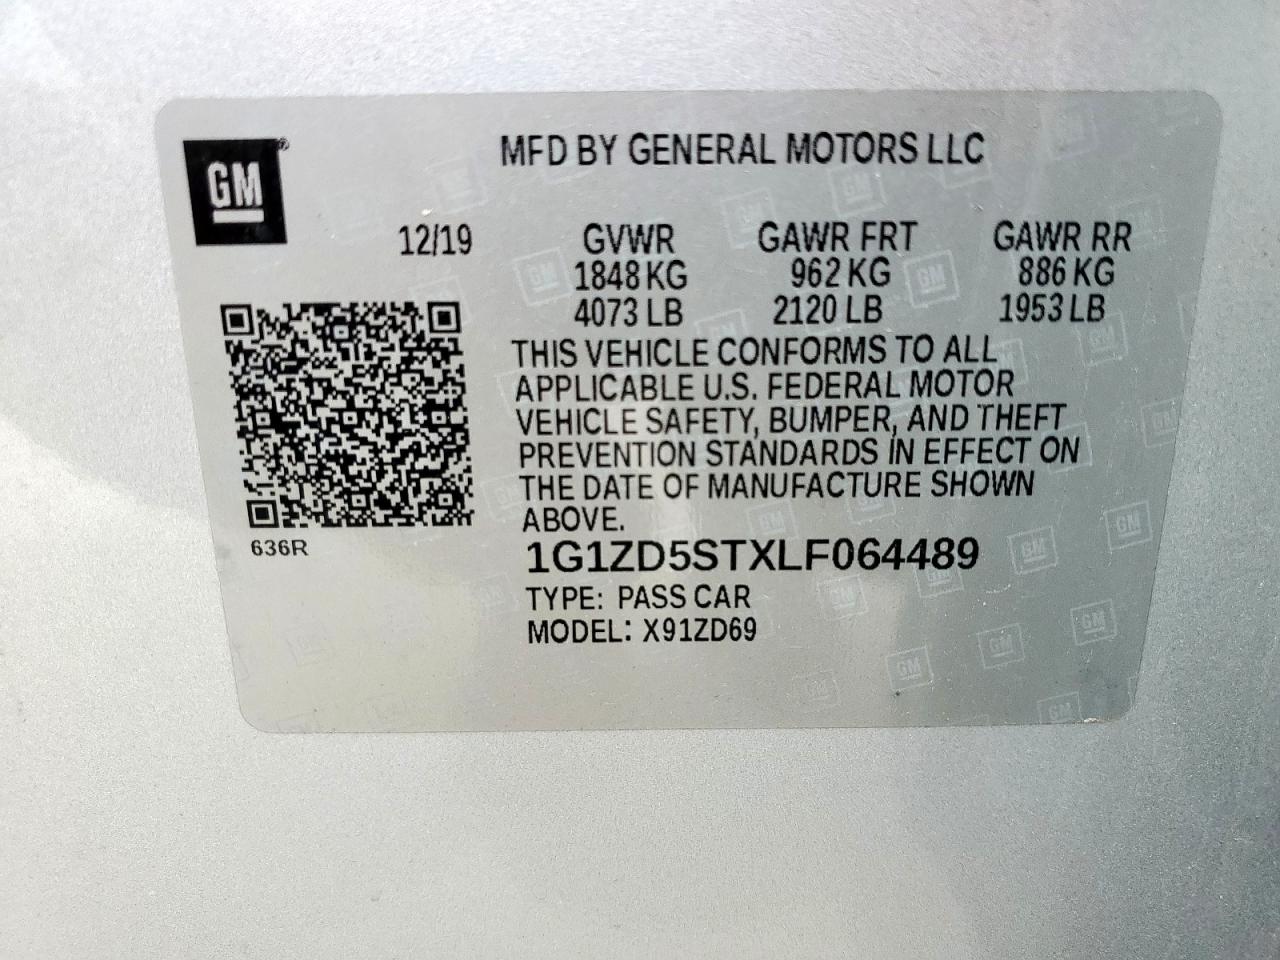 GM®
MFD BY GENERAL MOTORS LLC
12/19
GVWR GAWR FRT GAWR RR
1848 KG 962 KG 886 KG
4073 LB 2120 LB 1953 LB
THIS VEHICLE CONFORMS TO ALL
APPLICABLE U.S. FEDERAL MOTOR
VEHICLE SAFETY, BUMPER, AND THEFT
PREVENTION STANDARDS IN EFFECT ON
THE DATE OF MANUFACTURE SHOWN
ABOVE.
636R
1G1ZD5STXLF064489
TYPE: PASS CAR
MODEL: X91ZD69